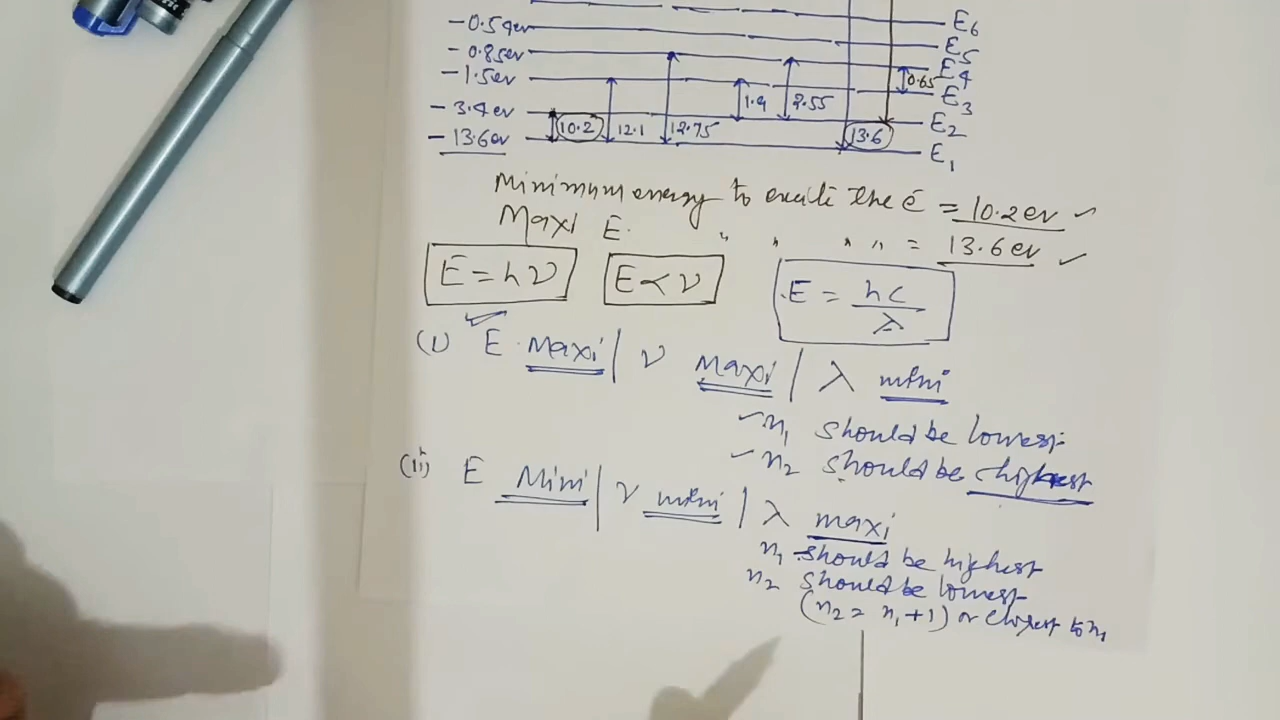 E6
-0.54ev E5
-0.85ev E4
-1.5ev 0.65 E3
-3.4ev 1.9 2.55 E2
-13.6ev 10.2 12.1 12.75 13.6 E1
Minimum energy to excite the e̅ = 10.2ev ✓
Maxi E. " " " " = 13.6ev ✓
E = hν E ∝ ν E = hc/λ
(i) E Maxi | ν Maxi | λ mini
✓ n1 should be lowest
✓ n2 should be highest
(ii) E Mini | ν mini | λ maxi
n1 should be highest
n2 should be lowest
(n2 = n1+1) or closest to n1